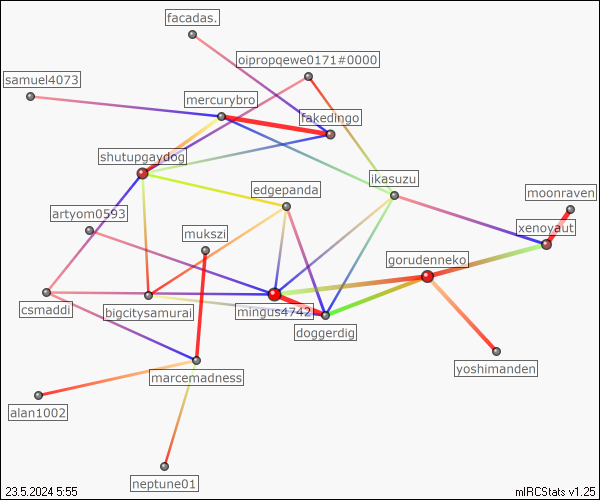 facadas.
oipropqewe0171#0000
samuel4073
mercurybro
fakedingo
shutupgaydog
ikasuzu
edgepanda
moonraven
artyom0593
xenoyaut
mukszi
gorudenneko
csmaddi
bigcitysamurai
mingus4742
doggerdig
yoshimanden
marcemadness
alan1002
neptune01
23.5.2024 5:55
mIRCStats v1.25